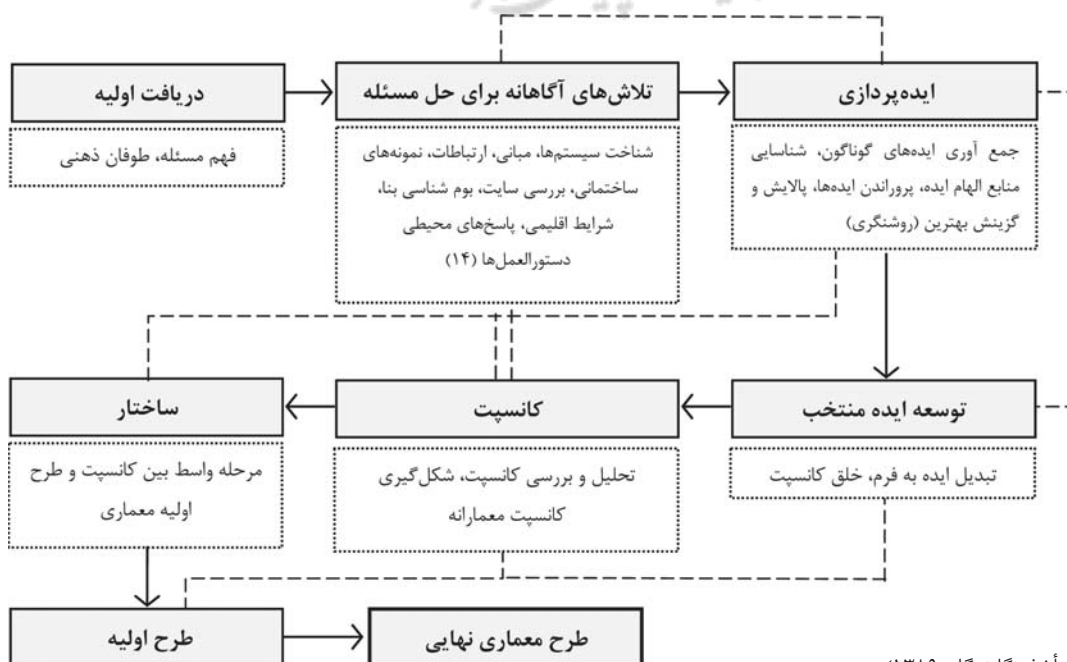 دریافت اولیه
فهم مسئله، طوفان ذهنی
تلاش‌های آگاهانه برای حل مسئله
شناخت سیستم‌ها، مبانی، ارتباطات، نمونه‌های
ساختمانی، بررسی سایت، بوم شناسی بنا،
شرایط اقلیمی، پاسخ‌های محیطی
دستورالعمل‌ها (۱۴)
ایده‌پردازی
جمع آوری ایده‌های گوناگون، شناسایی
منابع الهام ایده، پروراندن ایده‌ها، پالایش و
گزینش بهترین (روشنگری)
توسعه ایده منتخب
تبدیل ایده به فرم، خلق کانسپت
کانسپت
تحلیل و بررسی کانسپت، شکل‌گیری
کانسپت معمارانه
ساختار
مرحله واسط بین کانسپت و طرح
اولیه معماری
طرح اولیه
طرح معماری نهایی